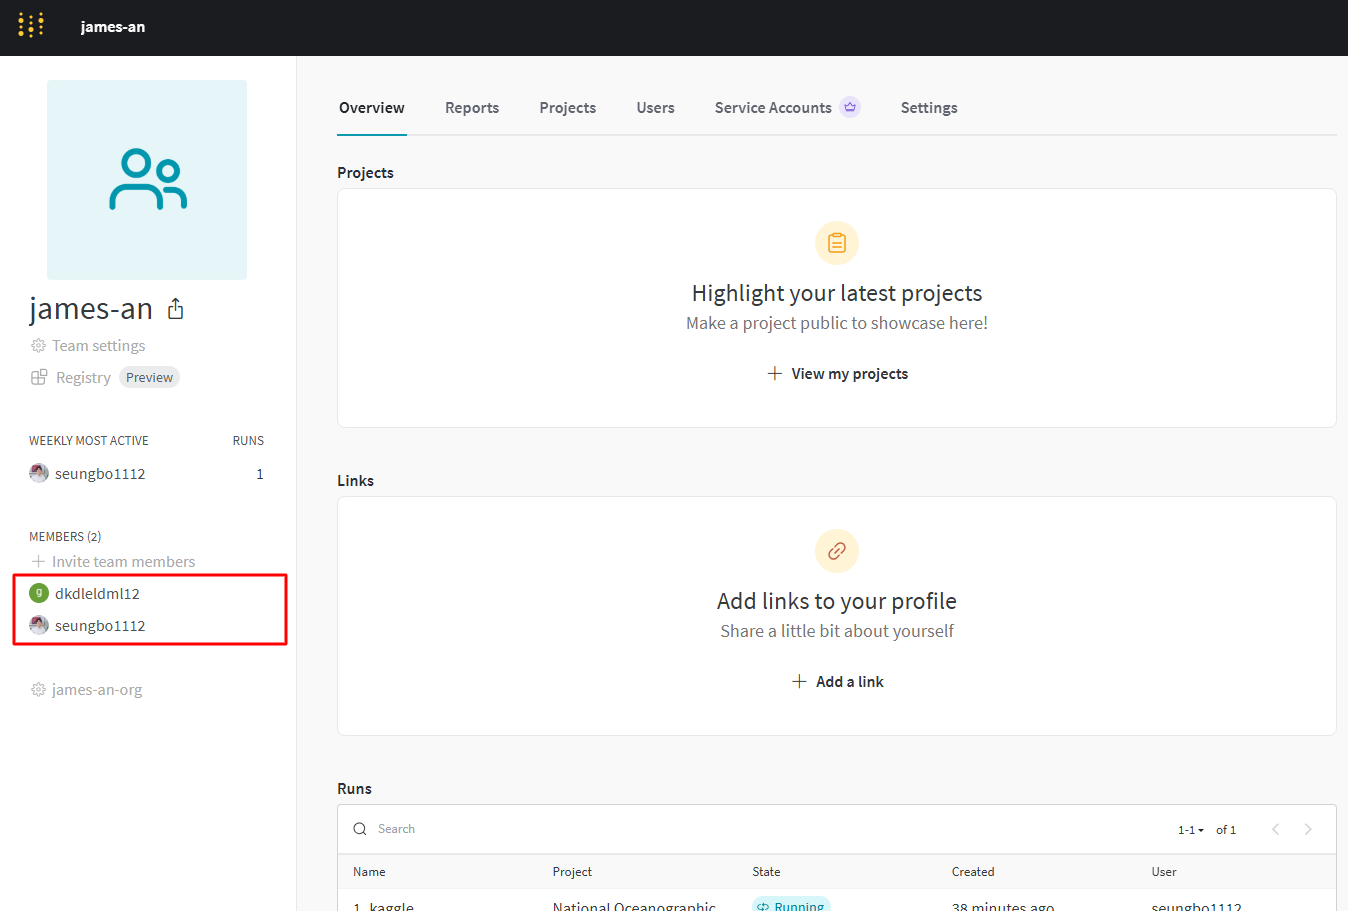 james-an
Overview Reports Projects Users Service Accounts Settings
james-an
Team settings
Registry Preview
WEEKLY MOST ACTIVE RUNS
seungbo1112 1
MEMBERS (2)
Invite team members
g dkdleldml12
seungbo1112
james-an-org
Projects
Highlight your latest projects
Make a project public to showcase here!
View my projects
Links
Add links to your profile
Share a little bit about yourself
Add a link
Runs
Search 1-1 of 1
Name Project State Created User
1_kaggle National Oceanographic Running 38 minutes ago seungbo1112